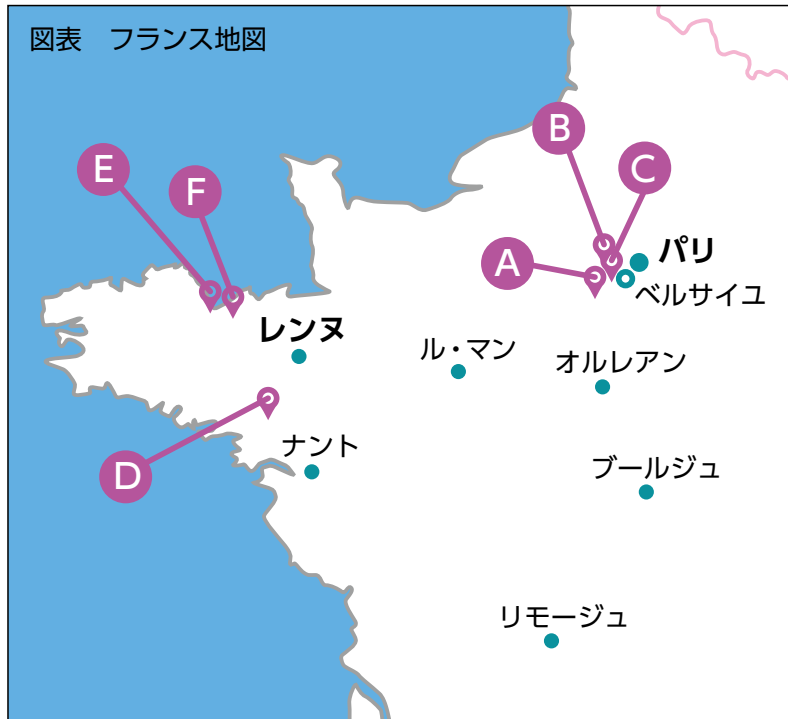 図表　フランス地図
B
E
C
F
A
パリ
ベルサイユ
レンヌ
ル・マン
オルレアン
D
ナント
ブールジュ
リモージュ